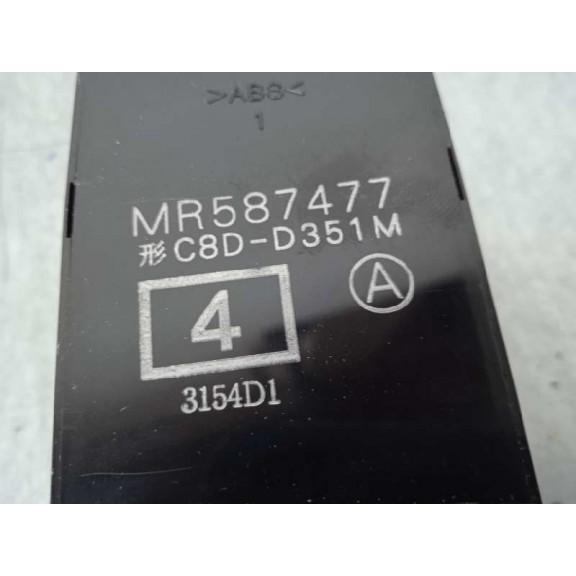 >ABS<
1
MR587477
形 C8D-D351M
4 A
3154D1